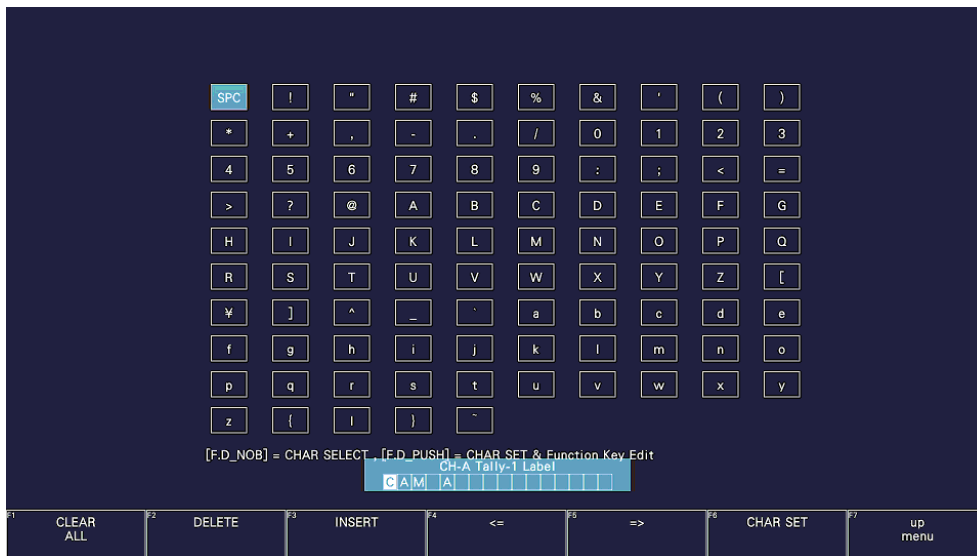 SPC ! " # $ % & ' ( )
* + , - . / 0 1 2 3
4 5 6 7 8 9 : ; < =
> ? @ A B C D E F G
H I J K L M N O P Q
R S T U V W X Y Z [
¥ ] ^ _ ` a b c d e
f g h i j k l m n o
p q r s t u v w x y
z { | } ~
[F.D_NOB] = CHAR SELECT , [F.D_PUSH] = CHAR SET & Function Key Edit
CH-A Tally-1 Label
CAM A
F1 CLEAR ALL F2 DELETE F3 INSERT F4 <= F5 => F6 CHAR SET F7 up menu